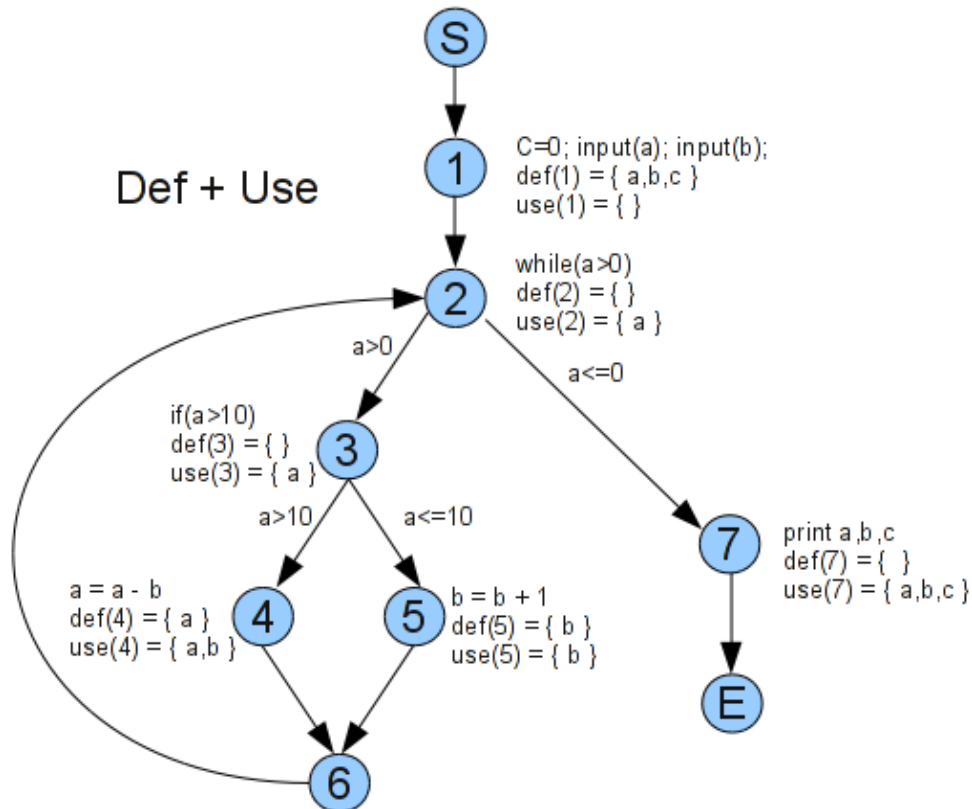 S
1
C=0; input(a); input(b);
def(1) = { a,b,c }
use(1) = { }
Def + Use
2
while(a>0)
def(2) = { }
use(2) = { a }
a>0
a<=0
if(a>10)
def(3) = { }
use(3) = { a }
3
a>10
a<=10
7
print a,b,c
def(7) = {  }
use(7) = { a,b,c }
a = a - b
def(4) = { a }
use(4) = { a,b }
4
5
b = b + 1
def(5) = { b }
use(5) = { b }
E
6